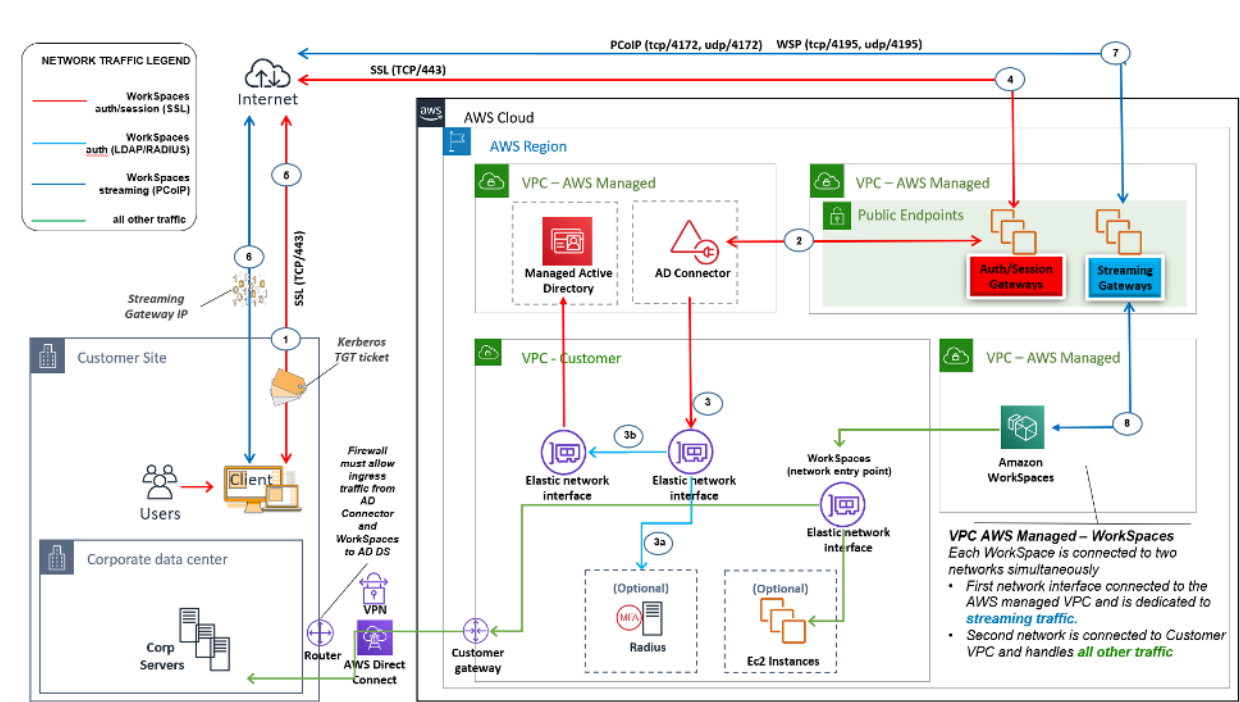 PCoIP (tcp/4172, udp/4172) WSP (tcp/4195, udp/4195)
7
NETWORK TRAFFIC LEGEND
WorkSpaces
auth/session (SSL)
WorkSpaces
auth (LDAP/RADIUS)
WorkSpaces
streaming (PCoIP)
all other traffic
Internet
SSL (TCP/443)
4
aws
AWS Cloud
AWS Region
VPC – AWS Managed
Managed Active
Directory
AD Connector
2
VPC – AWS Managed
Public Endpoints
Auth/Session
Gateways
Streaming
Gateways
5
6
SSL (TCP/443)
Streaming
Gateway IP
1
Kerberos
TGT ticket
Customer Site
Users
Client
Firewall
must allow
ingress
traffic from
AD
Connector
and
WorkSpaces
to AD DS
Corporate data center
Corp
Servers
VPN
Router
AWS Direct
Connect
Customer
gateway
VPC - Customer
3
3b
Elastic network
interface
Elastic network
interface
3a
WorkSpaces
(network entry point)
Elastic network
interface
(Optional)
MFA
Radius
(Optional)
Ec2 Instances
VPC – AWS Managed
8
Amazon
WorkSpaces
VPC AWS Managed – WorkSpaces
Each WorkSpace is connected to two
networks simultaneously
• First network interface connected to the
AWS managed VPC and is dedicated to
streaming traffic.
• Second network is connected to Customer
VPC and handles all other traffic